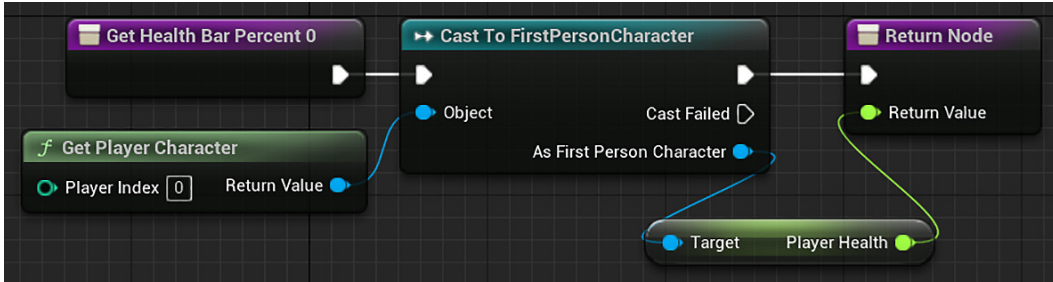 Get Health Bar Percent 0
Cast To FirstPersonCharacter
Return Node
Object
Cast Failed
Return Value
Get Player Character
As First Person Character
Player Index 0
Return Value
Target
Player Health